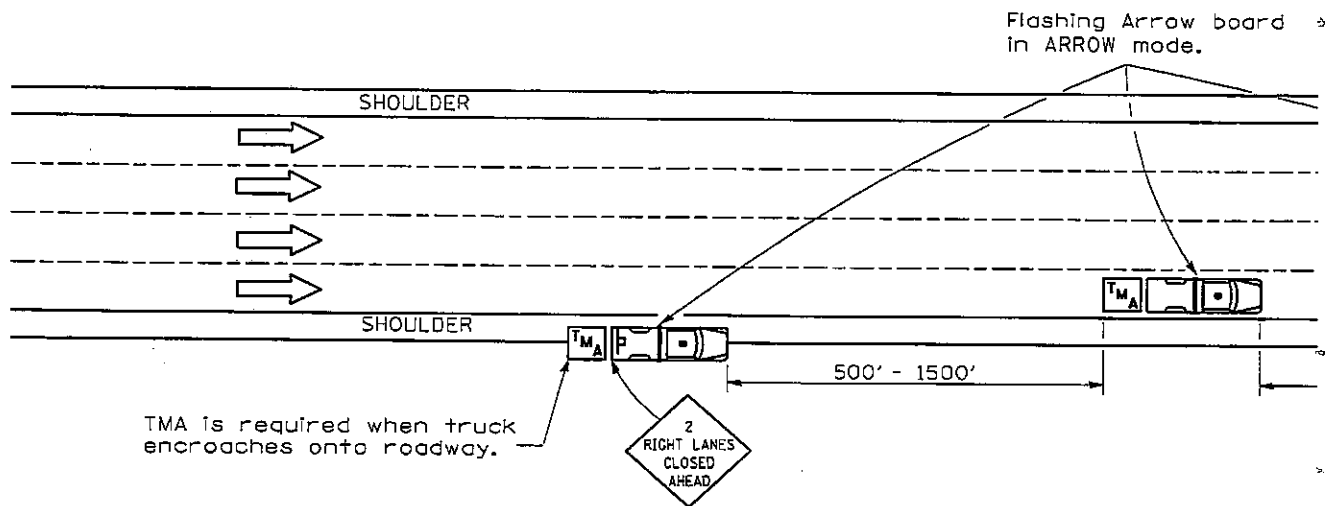 Flashing Arrow board
in ARROW mode.
SHOULDER
TMA
SHOULDER
TMA
500' - 1500'
TMA is required when truck
encroaches onto roadway.
2
RIGHT LANES
CLOSED
AHEAD